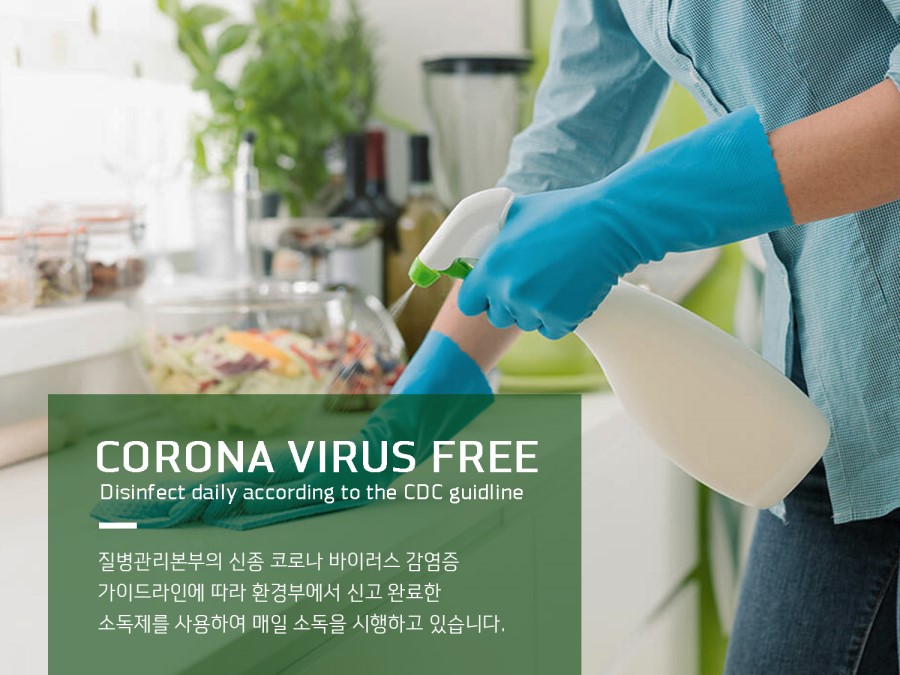 CORONA VIRUS FREE
Disinfect daily according to the CDC guidline
질병관리본부의 신종 코로나 바이러스 감염증
가이드라인에 따라 환경부에서 신고 완료한
소독제를 사용하여 매일 소독을 시행하고 있습니다.